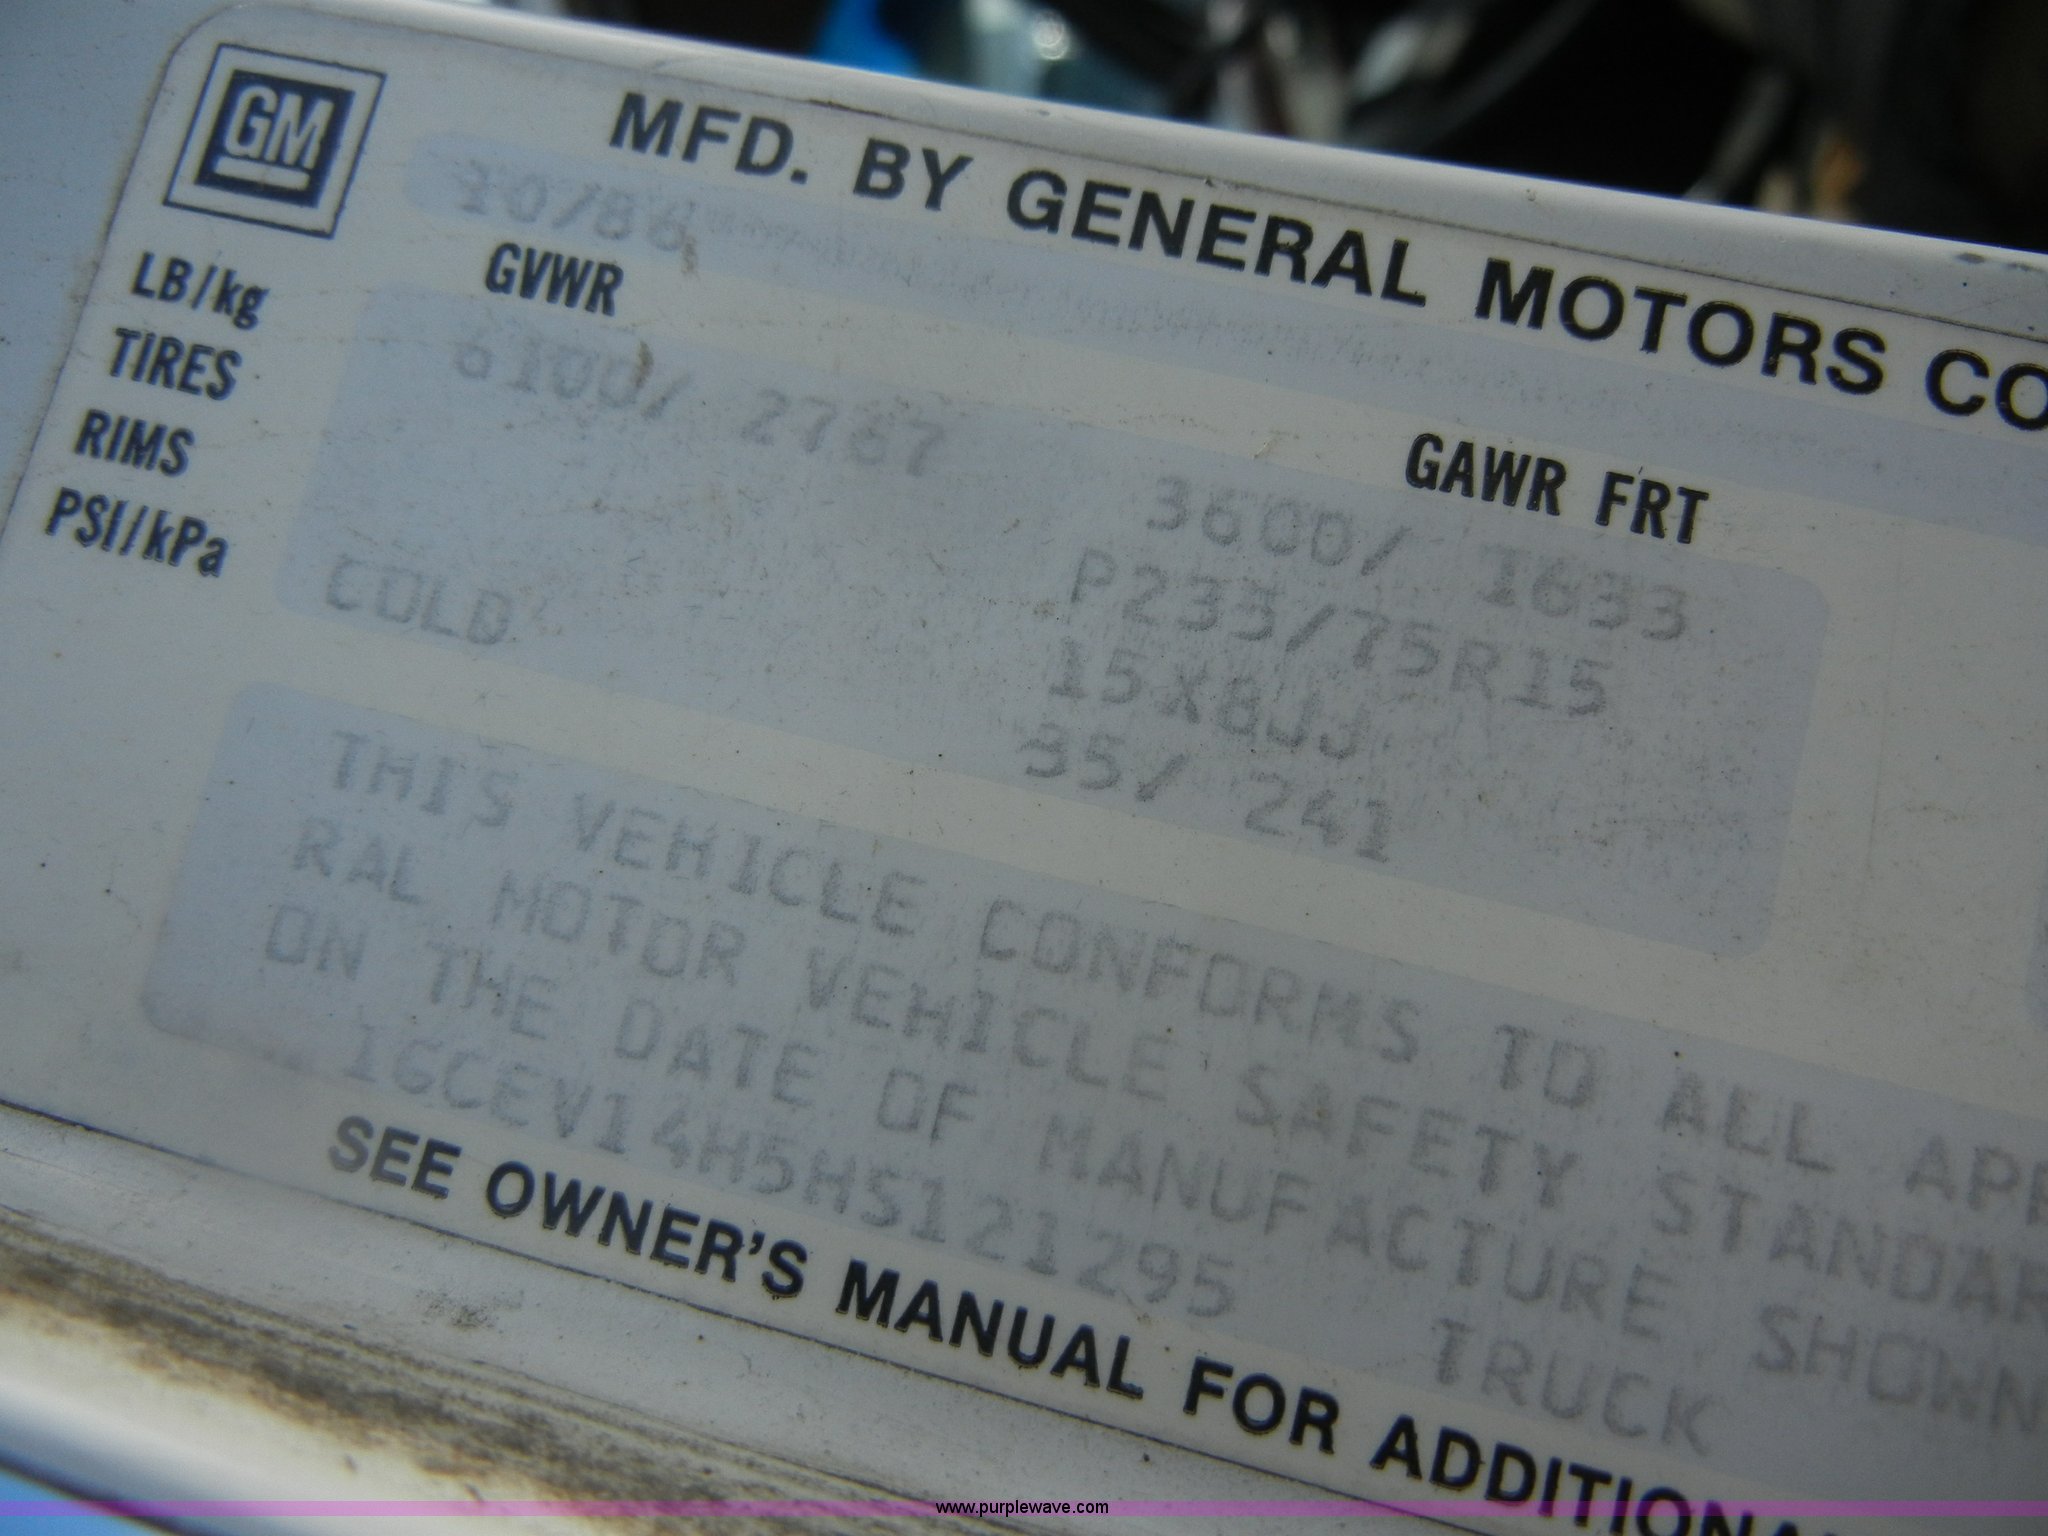 GM
MFD. BY GENERAL MOTORS CO
10/86
GVWR
GAWR FRT
LB/kg
6100/ 2767
3600/ 1633
TIRES
P235/75R15
RIMS
15X8JJ
PSI/kPa
COLD
35/ 241
THIS VEHICLE CONFORMS TO ALL APP
RAL MOTOR VEHICLE SAFETY STANDAR
ON THE DATE OF MANUFACTURE SHOWN
1GCEV14H5HS121295 TRUCK
SEE OWNER'S MANUAL FOR ADDITIONA
www.purplewave.com